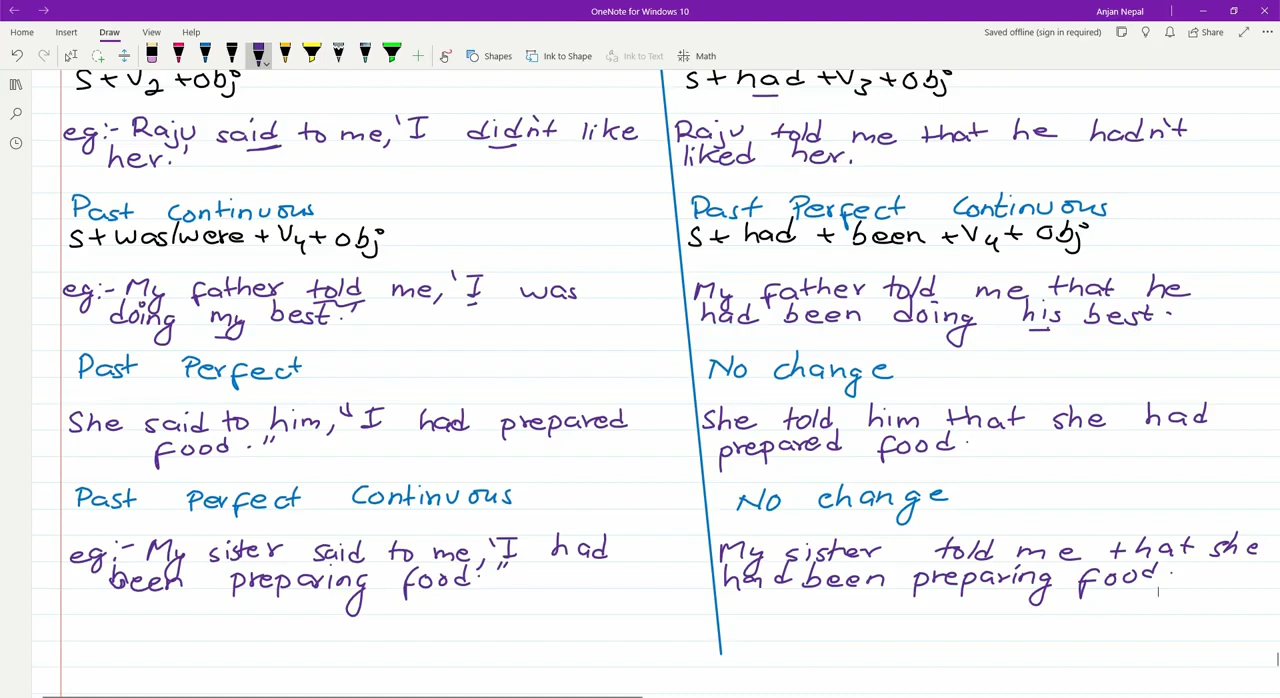 OneNote for Windows 10
Anjan Nepal
Home Insert Draw View Help
Saved offline (sign in required)
Share
Shapes
Ink to Shape
Ink to Text
Math
S + V2 + Obj
eg:- Raju said to me, 'I didn't like
her.'
Past Continuous
S + was/were + V4 + Obj
eg:- My father told me, 'I was
doing my best.'
Past Perfect
She said to him, "I had prepared
food."
Past Perfect Continuous
eg:- My sister said to me, 'I had
been preparing food."
S + had + V3 + Obj
Raju told me that he hadn't
liked her.
Past Perfect Continuous
S + had + been + V4 + Obj
My father told me that he
had been doing his best.
No change
She told him that she had
prepared food.
No change
My sister told me that she
had been preparing food.